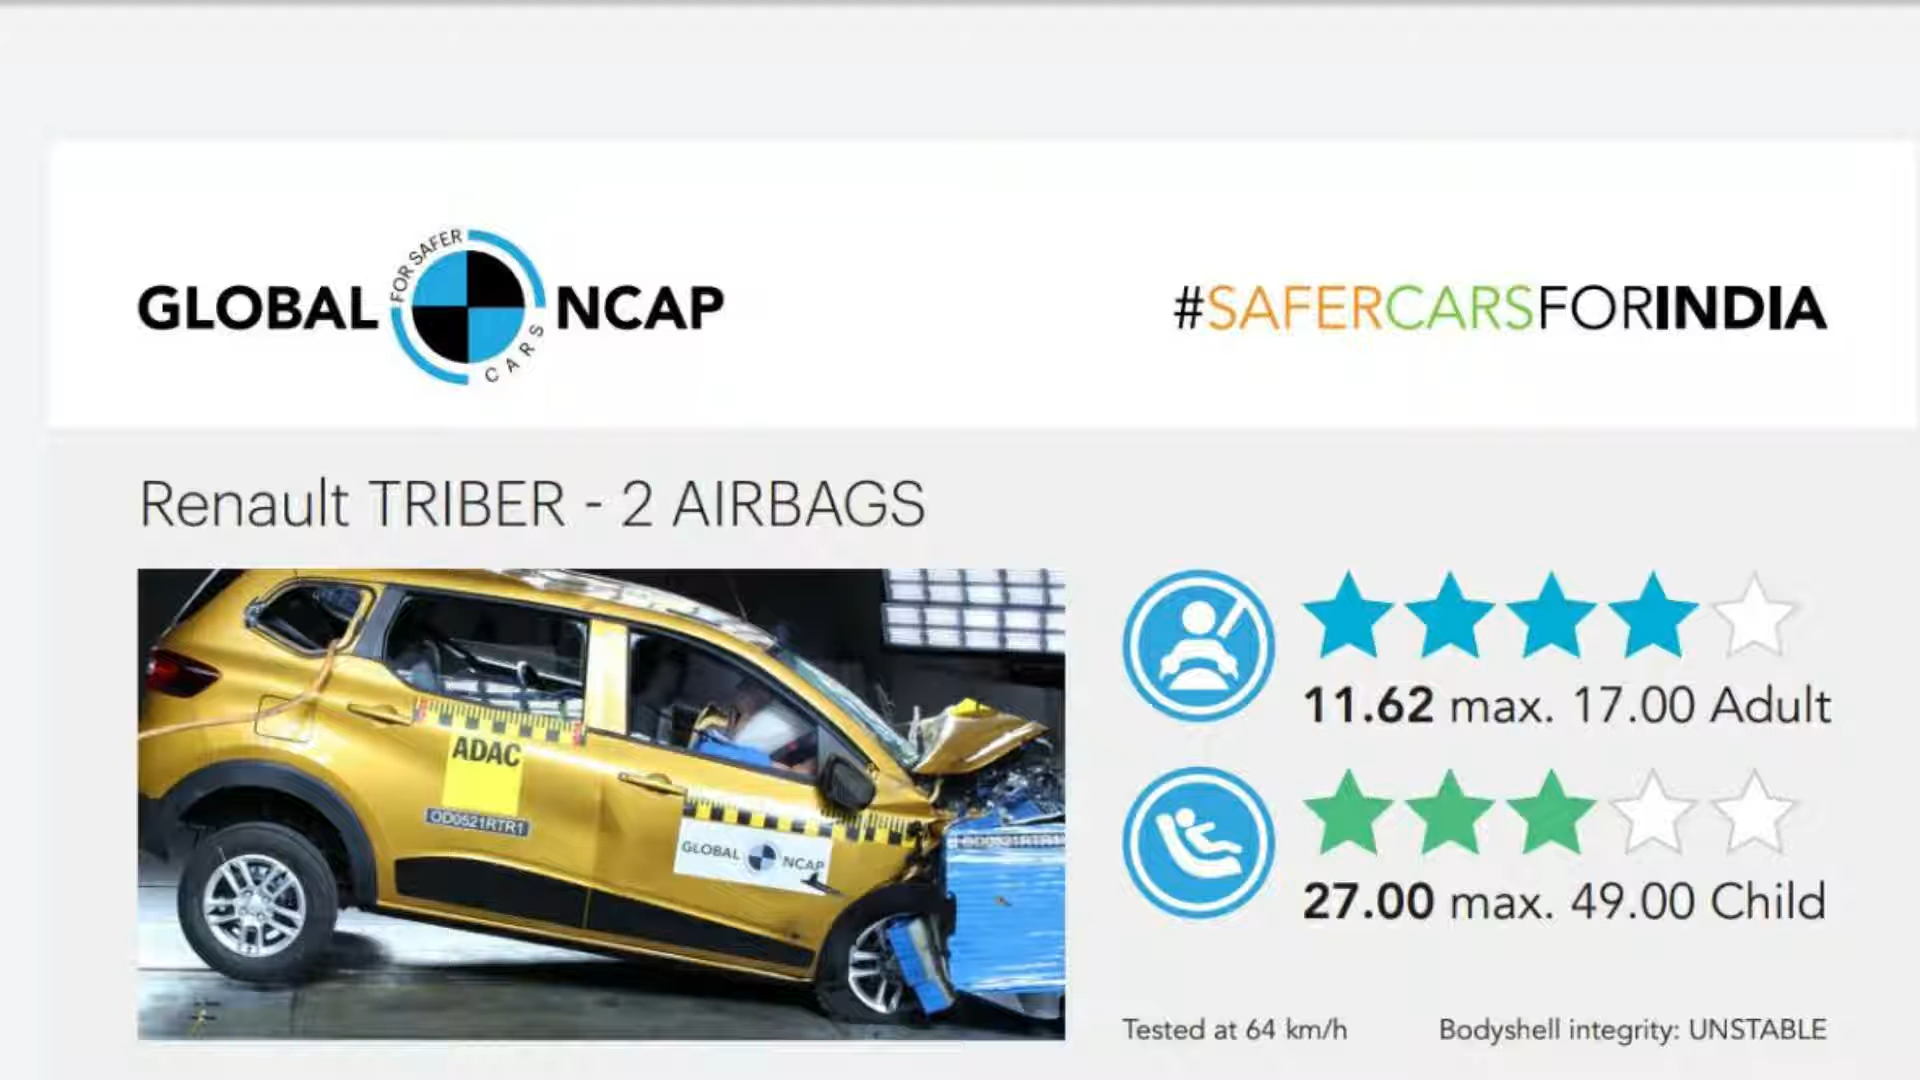 GLOBAL FOR SAFER CARS NCAP
#SAFERCARSFORINDIA
Renault TRIBER - 2 AIRBAGS
ADAC
OD0521RTR1
GLOBAL NCAP
OD0521RTR1
11.62 max. 17.00 Adult
27.00 max. 49.00 Child
Tested at 64 km/h
Bodyshell integrity: UNSTABLE